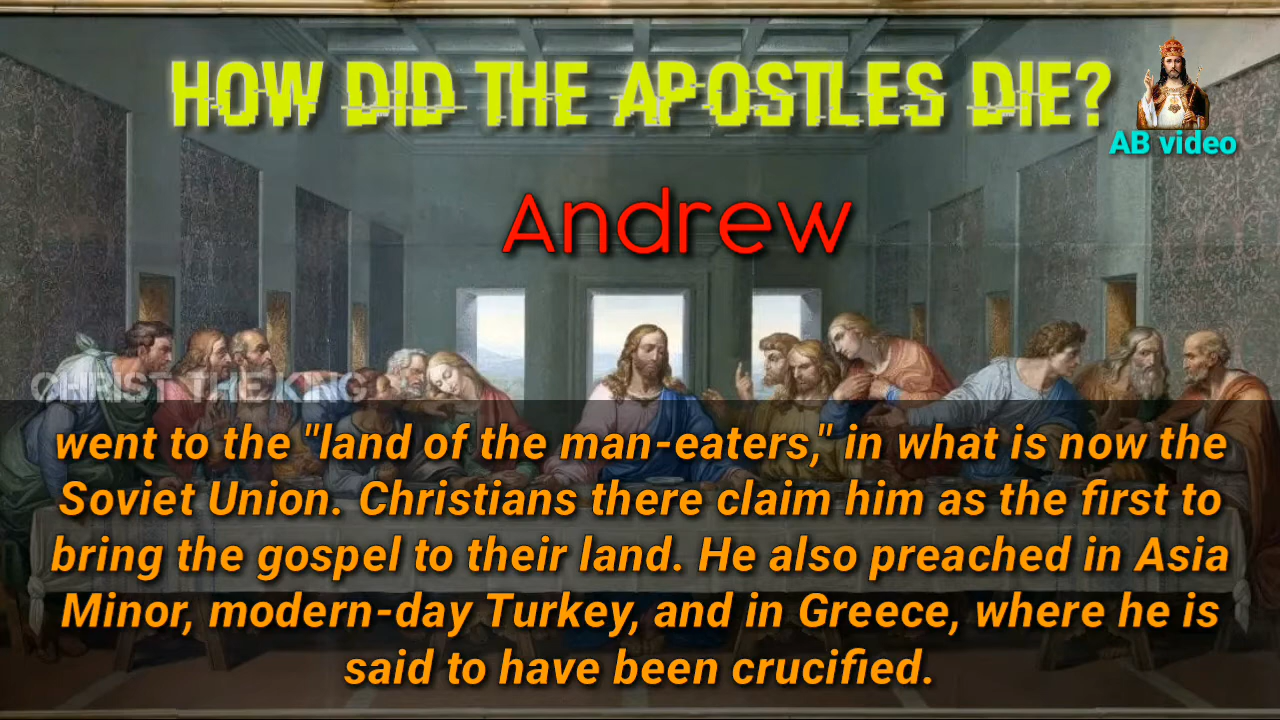 HOW DID THE APOSTLES DIE?
AB video
Andrew
CHRIST THE KING
went to the "land of the man-eaters," in what is now the
Soviet Union. Christians there claim him as the first to
bring the gospel to their land. He also preached in Asia
Minor, modern-day Turkey, and in Greece, where he is
said to have been crucified.